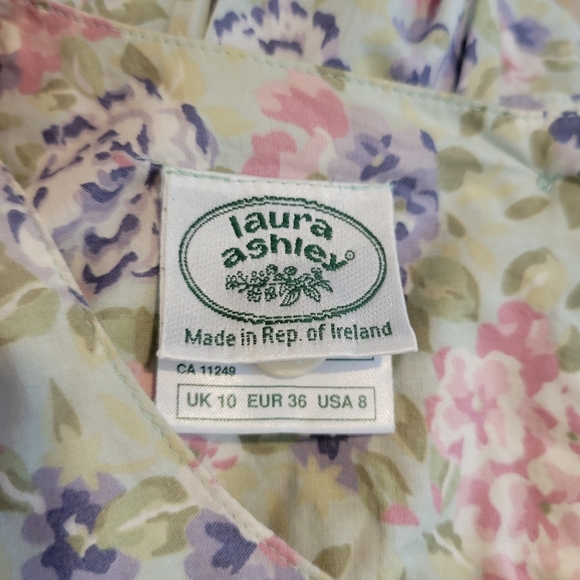 laura
ashley®
Made in Rep. of Ireland
CA 11249
UK 10 EUR 36 USA 8